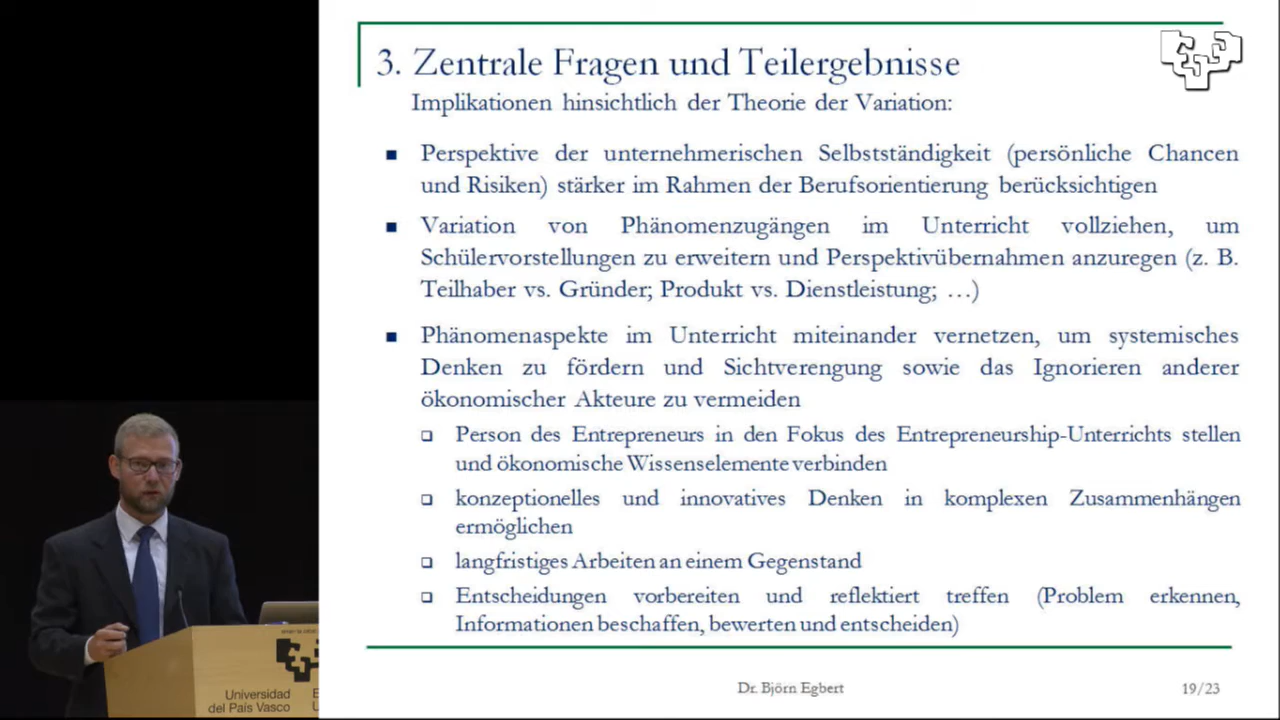 3. Zentrale Fragen und Teilergebnisse
Implikationen hinsichtlich der Theorie der Variation:
■ Perspektive der unternehmerischen Selbstständigkeit (persönliche Chancen
und Risiken) stärker im Rahmen der Berufsorientierung berücksichtigen
■ Variation von Phänomenzugängen im Unterricht vollziehen, um
Schülervorstellungen zu erweitern und Perspektivübernahmen anzuregen (z. B.
Teilhaber vs. Gründer; Produkt vs. Dienstleistung; …)
■ Phänomenaspekte im Unterricht miteinander vernetzen, um systemisches
Denken zu fördern und Sichtverengung sowie das Ignorieren anderer
ökonomischer Akteure zu vermeiden
❑ Person des Entrepreneurs in den Fokus des Entrepreneurship-Unterrichts stellen
und ökonomische Wissenselemente verbinden
❑ konzeptionelles und innovatives Denken in komplexen Zusammenhängen
ermöglichen
❑ langfristiges Arbeiten an einem Gegenstand
❑ Entscheidungen vorbereiten und reflektiert treffen (Problem erkennen,
Informationen beschaffen, bewerten und entscheiden)
Dr. Björn Egbert
19/23
Universidad
del País Vasco